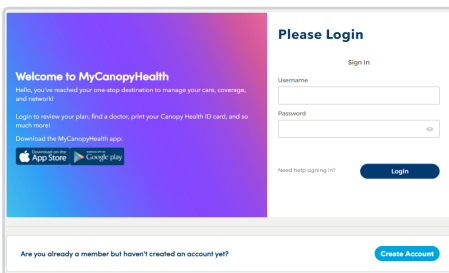 Welcome to MyCanopyHealth
Hello, you've reached your one-stop destination to manage your care, coverage,
and network!
Login to review your plan, find a doctor, print your Canopy Health ID card, and so
much more!
Download the MyCanopyHealth app:
Download on the
App Store
Google play
Please Login
Sign In
Username
Password
Need help signing in?
Login
Are you already a member but haven't created an account yet?
Create Account